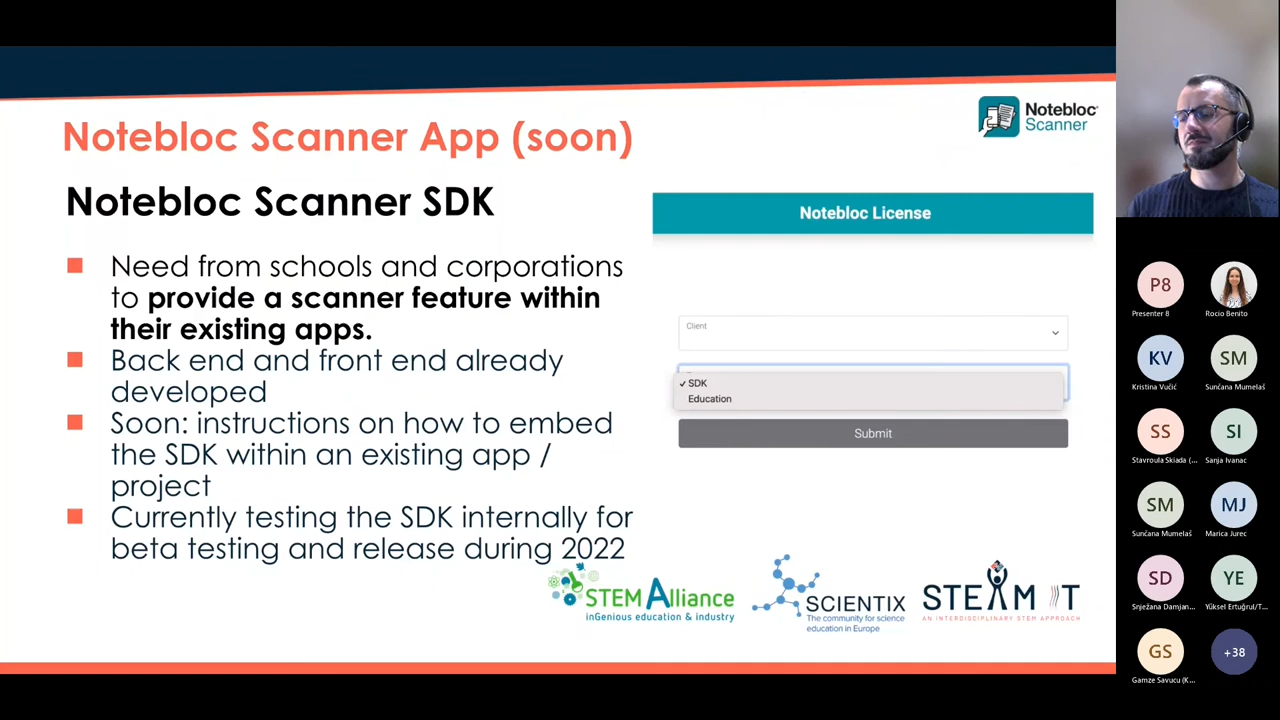 Notebloc Scanner App (soon)
Notebloc®
Scanner
Notebloc Scanner SDK
Need from schools and corporations
to provide a scanner feature within
their existing apps.
Back end and front end already
developed
Soon: instructions on how to embed
the SDK within an existing app /
project
Currently testing the SDK internally for
beta testing and release during 2022
Notebloc License
Client
✓ SDK
Education
Submit
STEM Alliance
inGenious education & industry
SCIENTIX
The community for science
education in Europe
STEAM IT
AN INTERDISCIPLINARY STEM APPROACH
P8
Presenter 8
Rocio Benito
KV
Kristina Vučić
SM
Sunčana Mumelaš
SS
Stavroula Skiada (...
SI
Sanja Ivanac
SM
Sunčana Mumelaš
MJ
Marica Jurec
SD
Snježana Damjan...
YE
Yüksel Ertuğrul/T...
GS
Gamze Savucu (K...
+38